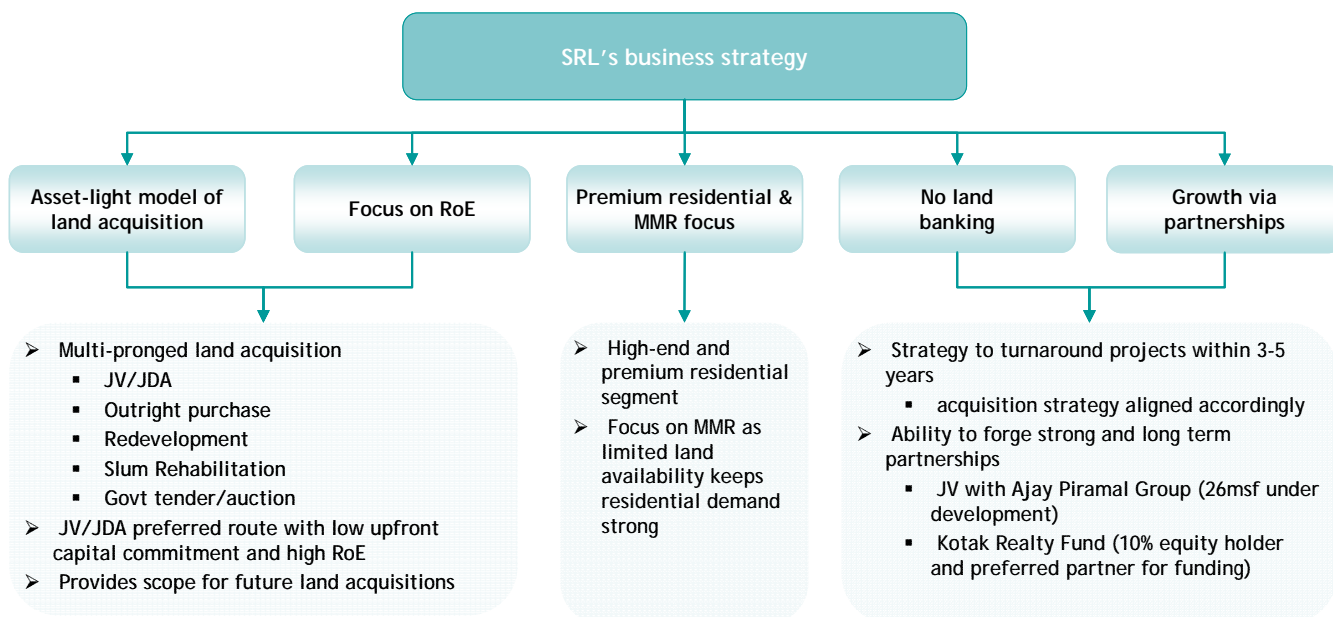 SRL's business strategy
Asset-light model of
land acquisition
Focus on RoE
Premium residential &
MMR focus
No land
banking
Growth via
partnerships
➢ Multi-pronged land acquisition
▪ JV/JDA
▪ Outright purchase
▪ Redevelopment
▪ Slum Rehabilitation
▪ Govt tender/auction
➢ JV/JDA preferred route with low upfront
capital commitment and high RoE
➢ Provides scope for future land acquisitions
➢ High-end and
premium residential
segment
➢ Focus on MMR as
limited land
availability keeps
residential demand
strong
➢ Strategy to turnaround projects within 3-5
years
▪ acquisition strategy aligned accordingly
➢ Ability to forge strong and long term
partnerships
▪ JV with Ajay Piramal Group (26msf under
development)
▪ Kotak Realty Fund (10% equity holder
and preferred partner for funding)